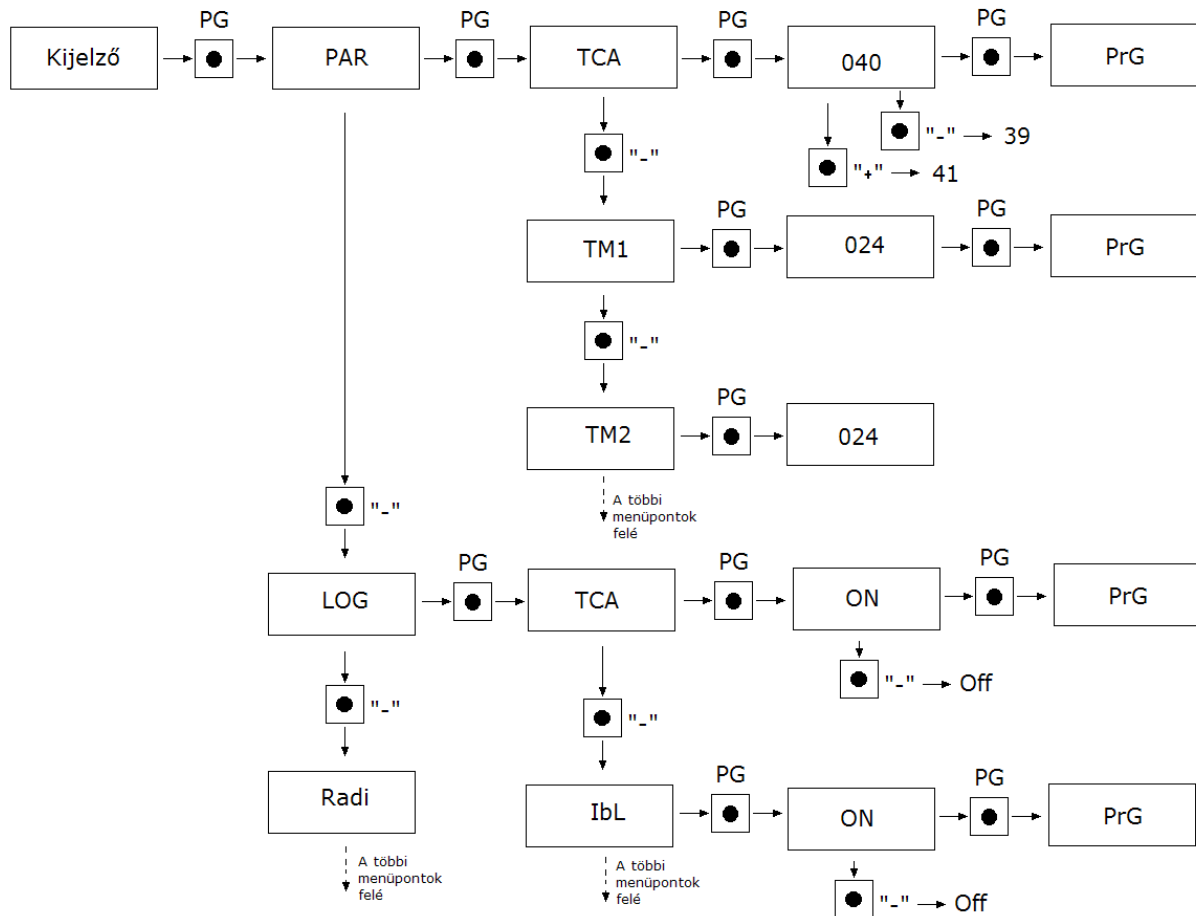 PG
PG
PG
PG
Kijelző
PAR
TCA
040
PrG
"-"
"-" 39
"+" 41
PG
PG
TM1
024
PrG
"-"
PG
TM2
024
"-"
A többi
menüpontok
felé
PG
PG
PG
LOG
TCA
ON
PrG
"-" Off
"-"
"-"
PG
PG
Radi
IbL
ON
PrG
A többi
menüpontok
felé
A többi
menüpontok
felé
"-" Off